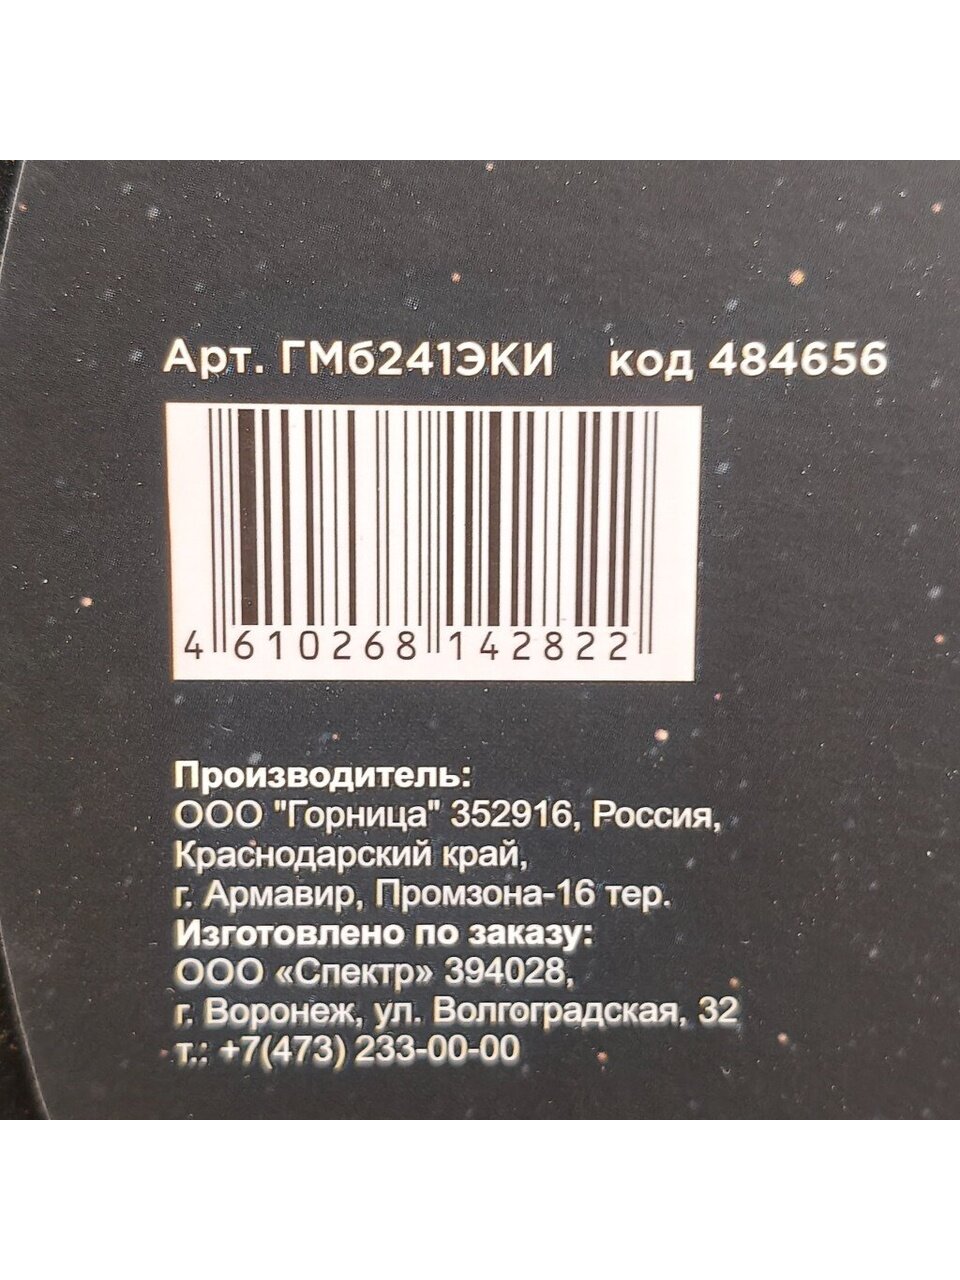 Арт. ГМ6241ЭКИ код 484656
4 610268 142822
Производитель:
ООО "Горница" 352916, Россия,
Краснодарский край,
г. Армавир, Промзона-16 тер.
Изготовлено по заказу:
ООО «Спектр» 394028,
г. Воронеж, ул. Волгоградская, 32
т.: +7(473) 233-00-00